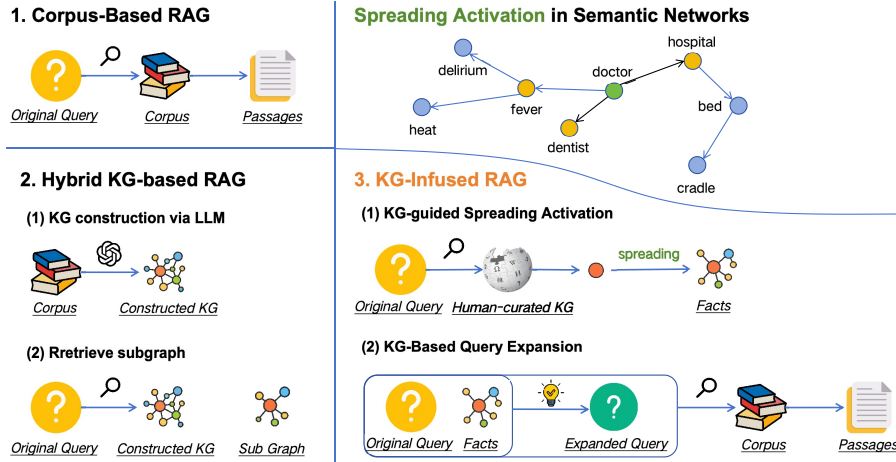 1. Corpus-Based RAG
Original Query
Corpus
Passages
Spreading Activation in Semantic Networks
hospital
delirium
doctor
fever
bed
heat
dentist
cradle
2. Hybrid KG-based RAG
(1) KG construction via LLM
Corpus
Constructed KG
(2) Rretrieve subgraph
Original Query
Constructed KG
Sub Graph
3. KG-Infused RAG
(1) KG-guided Spreading Activation
spreading
Original Query
Human-curated KG
Facts
(2) KG-Based Query Expansion
Original Query
Facts
Expanded Query
Corpus
Passages